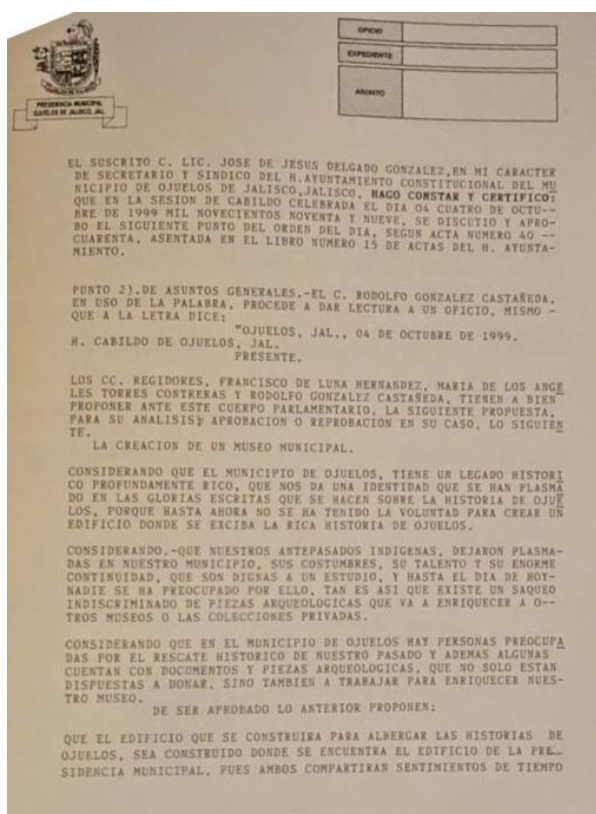 OFICIO
EXPEDIENTE
ASUNTO
PRESIDENCIA MUNICIPAL
OJUELOS DE JALISCO, JAL.
EL SUSCRITO C. LIC. JOSE DE JESUS DELGADO GONZALEZ,EN MI CARACTER
DE SECRETARIO Y SINDICO DEL H.AYUNTAMIENTO CONSTITUCIONAL DEL MU
NICIPIO DE OJUELOS DE JALISCO,JALISCO, HAGO CONSTAR Y CERTIFICO:
QUE EN LA SESION DE CABILDO CELEBRADA EL DIA 04 CUATRO DE OCTU--
BRE DE 1999 MIL NOVECIENTOS NOVENTA Y NUEVE, SE DISCUTIO Y APRO-
BO EL SIGUIENTE PUNTO DEL ORDEN DEL DIA, SEGUN ACTA NUMERO 40 --
CUARENTA, ASENTADA EN EL LIBRO NUMERO 15 DE ACTAS DEL H. AYUNTA-
MIENTO.
PUNTO 2).DE ASUNTOS GENERALES.-EL C. RODOLFO GONZALEZ CASTAÑEDA,
EN USO DE LA PALABRA, PROCEDE A DAR LECTURA A UN OFICIO, MISMO -
QUE A LA LETRA DICE:
"OJUELOS, JAL., 04 DE OCTUBRE DE 1999.
H. CABILDO DE OJUELOS, JAL.
PRESENTE.
LOS CC. REGIDORES, FRANCISCO DE LUNA HERNANDEZ, MARIA DE LOS ANGE
LES TORRES CONTRERAS Y RODOLFO GONZALEZ CASTAÑEDA, TIENEN A BIEN
PROPONER ANTE ESTE CUERPO PARLAMENTARIO, LA SIGUIENTE PROPUESTA,
PARA SU ANALISIS, APROBACION O REPROBACION EN SU CASO, LO SIGUIEN
TE.
LA CREACION DE UN MUSEO MUNICIPAL.
CONSIDERANDO QUE EL MUNICIPIO DE OJUELOS, TIENE UN LEGADO HISTORI
CO PROFUNDAMENTE RICO, QUE NOS DA UNA IDENTIDAD QUE SE HAN PLASMA
DO EN LAS GLORIAS ESCRITAS QUE SE HACEN SOBRE LA HISTORIA DE OJUE
LOS, PORQUE HASTA AHORA NO SE HA TENIDO LA VOLUNTAD PARA CREAR UN
EDIFICIO DONDE SE EXCIBA LA RICA HISTORIA DE OJUELOS.
CONSIDERANDO.-QUE NUESTROS ANTEPASADOS INDIGENAS, DEJARON PLASMA-
DAS EN NUESTRO MUNICIPIO, SUS COSTUMBRES, SU TALENTO Y SU ENORME
CONTINUIDAD, QUE SON DIGNAS A UN ESTUDIO, Y HASTA EL DIA DE HOY-
NADIE SE HA PREOCUPADO POR ELLO, TAN ES ASI QUE EXISTE UN SAQUEO
INDISCRIMINADO DE PIEZAS ARQUEOLOGICAS QUE VA A ENRIQUECER A O--
TROS MUSEOS O LAS COLECCIONES PRIVADAS.
CONSIDERANDO QUE EN EL MUNICIPIO DE OJUELOS HAY PERSONAS PREOCUPA
DAS POR EL RESCATE HISTORICO DE NUESTRO PASADO Y ADEMAS ALGUNAS
CUENTAN CON DOCUMENTOS Y PIEZAS ARQUEOLOGICAS, QUE NO SOLO ESTAN
DISPUESTAS A DONAR, SINO TAMBIEN A TRABAJAR PARA ENRIQUECER NUES-
TRO MUSEO.
DE SER APROBADO LO ANTERIOR PROPONEN:
QUE EL EDIFICIO QUE SE CONSTRUIRA PARA ALBERGAR LAS HISTORIAS DE
OJUELOS, SEA CONSTRUIDO DONDE SE ENCUENTRA EL EDIFICIO DE LA PRE_
SIDENCIA MUNICIPAL, PUES AMBOS COMPARTIRAN SENTIMIENTOS DE TIEMPO